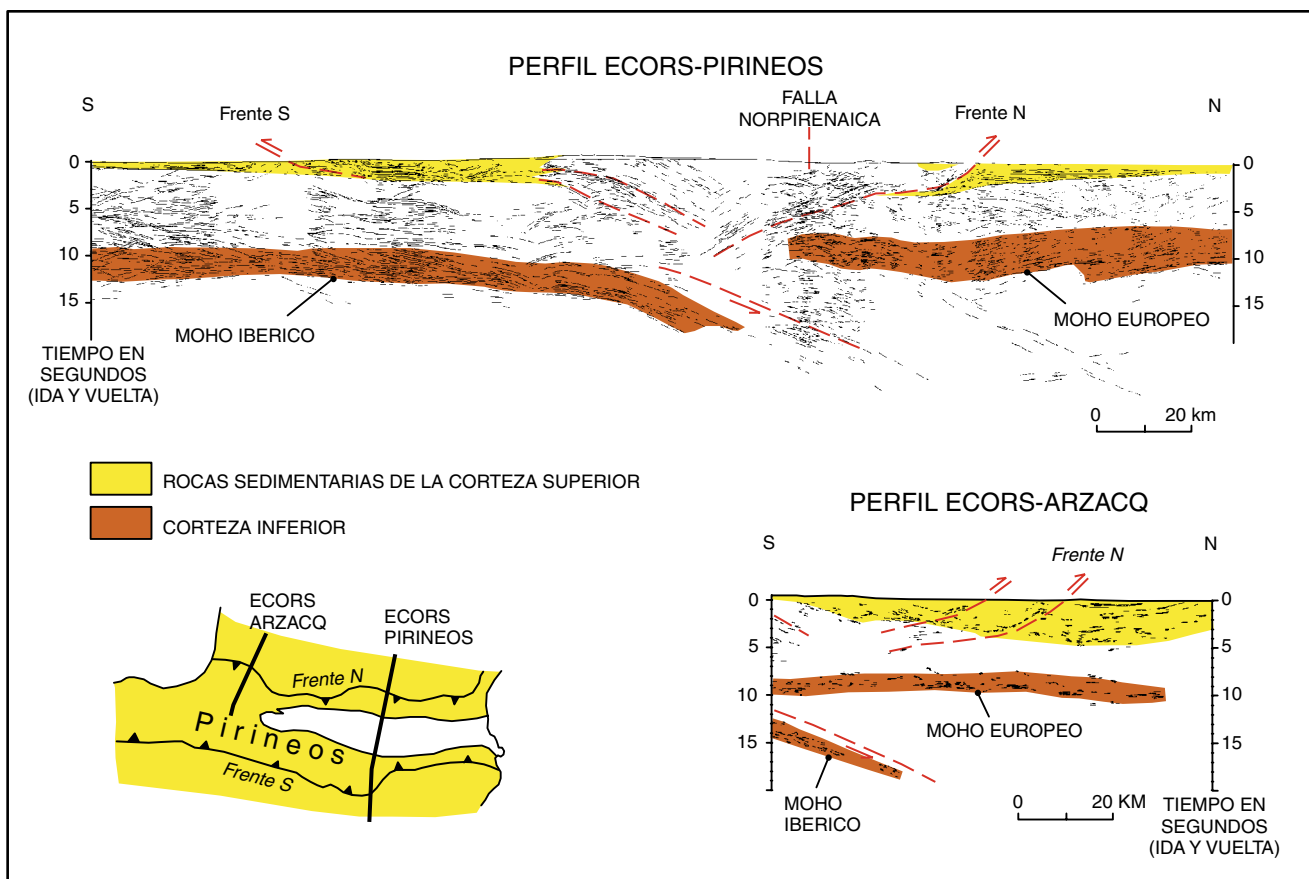 PERFIL ECORS-PIRINEOS
S
N
Frente S
FALLA
NORPIRENAICA
Frente N
0
5
10
15
0
5
10
15
MOHO IBERICO
MOHO EUROPEO
TIEMPO EN
SEGUNDOS
(IDA Y VUELTA)
0 20 km
ROCAS SEDIMENTARIAS DE LA CORTEZA SUPERIOR
CORTEZA INFERIOR
ECORS
ARZACQ
ECORS
PIRINEOS
Frente N
Pirineos
Frente S
PERFIL ECORS-ARZACQ
S
N
Frente N
0
5
10
15
0
5
10
15
MOHO EUROPEO
MOHO
IBERICO
0 20 KM
TIEMPO EN
SEGUNDOS
(IDA Y VUELTA)